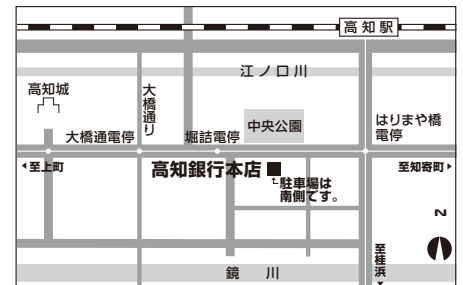 高知駅
江ノ口川
高知城
大橋通り
中央公園
はりまや橋
電停
大橋通電停
堀詰電停
至上町
高知銀行本店
至知寄町
駐車場は
南側です。
N
至桂浜
鏡川